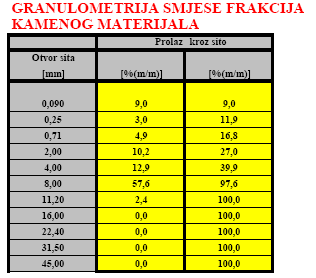 GRANULOMETRIJA SMJESE FRAKCIJA
KAMENOG MATERIJALA
Prolaz kroz sito
Otvor sita
[mm] [%(m/m)] [%(m/m)]
0,090 9,0 9,0
0,25 3,0 11,9
0,71 4,9 16,8
2,00 10,2 27,0
4,00 12,9 39,9
8,00 57,6 97,6
11,20 2,4 100,0
16,00 0,0 100,0
22,40 0,0 100,0
31,50 0,0 100,0
45,00 0,0 100,0